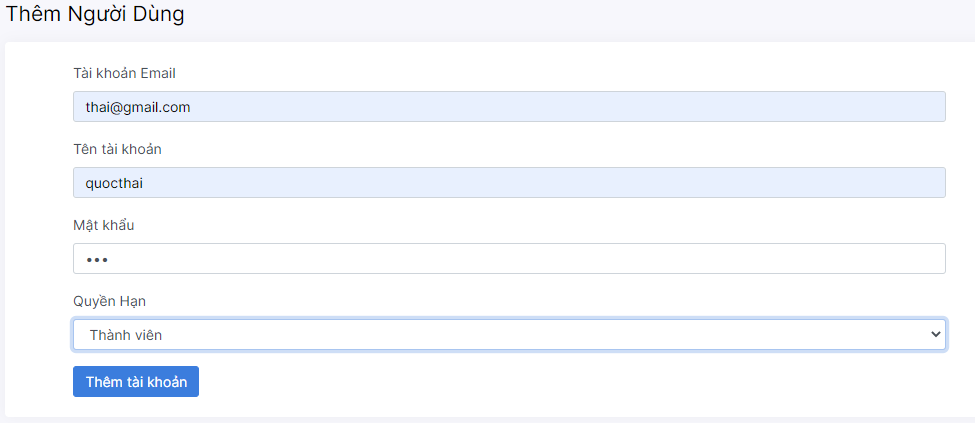 Thêm Người Dùng
Tài khoản Email
thai@gmail.com
Tên tài khoản
quocthai
Mật khẩu
•••
Quyền Hạn
Thành viên
Thêm tài khoản